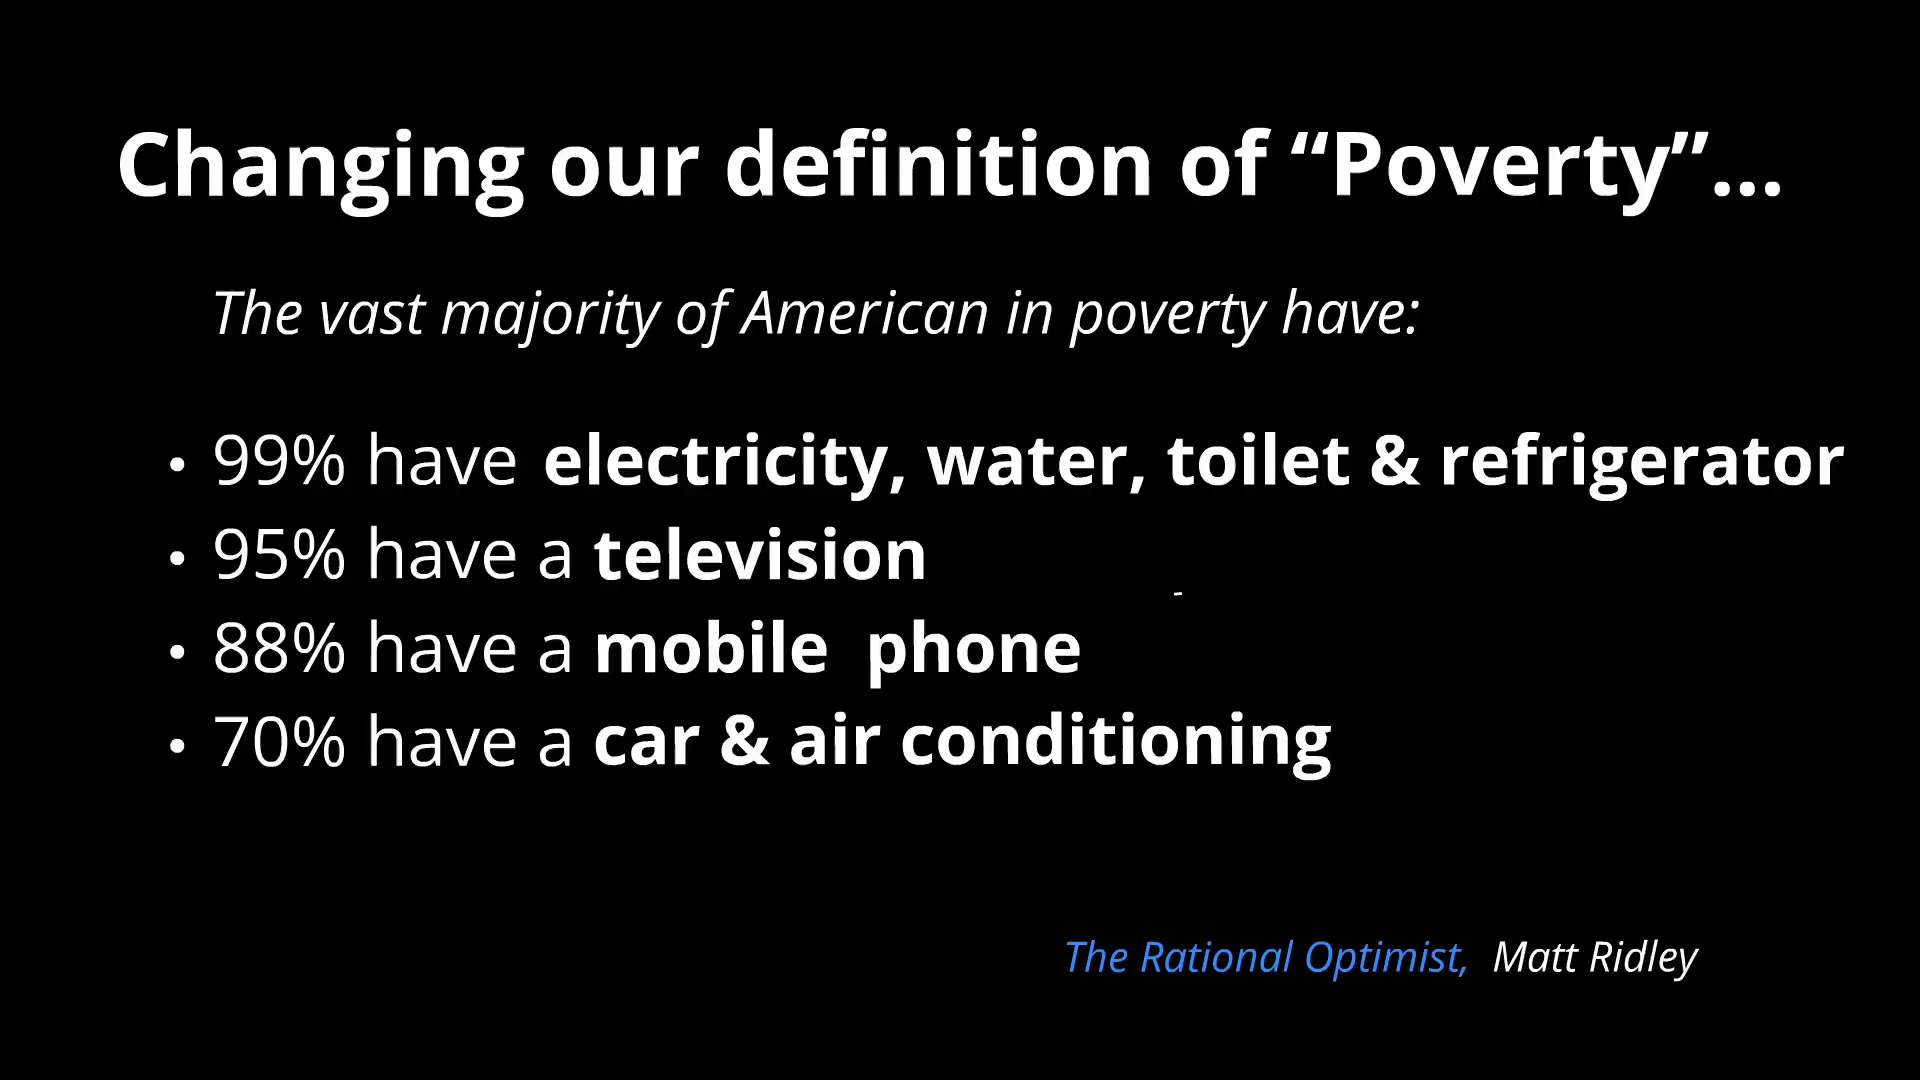 Changing our definition of “Poverty”...
The vast majority of American in poverty have:
• 99% have electricity, water, toilet & refrigerator
• 95% have a television
• 88% have a mobile  phone
• 70% have a car & air conditioning
The Rational Optimist,  Matt Ridley